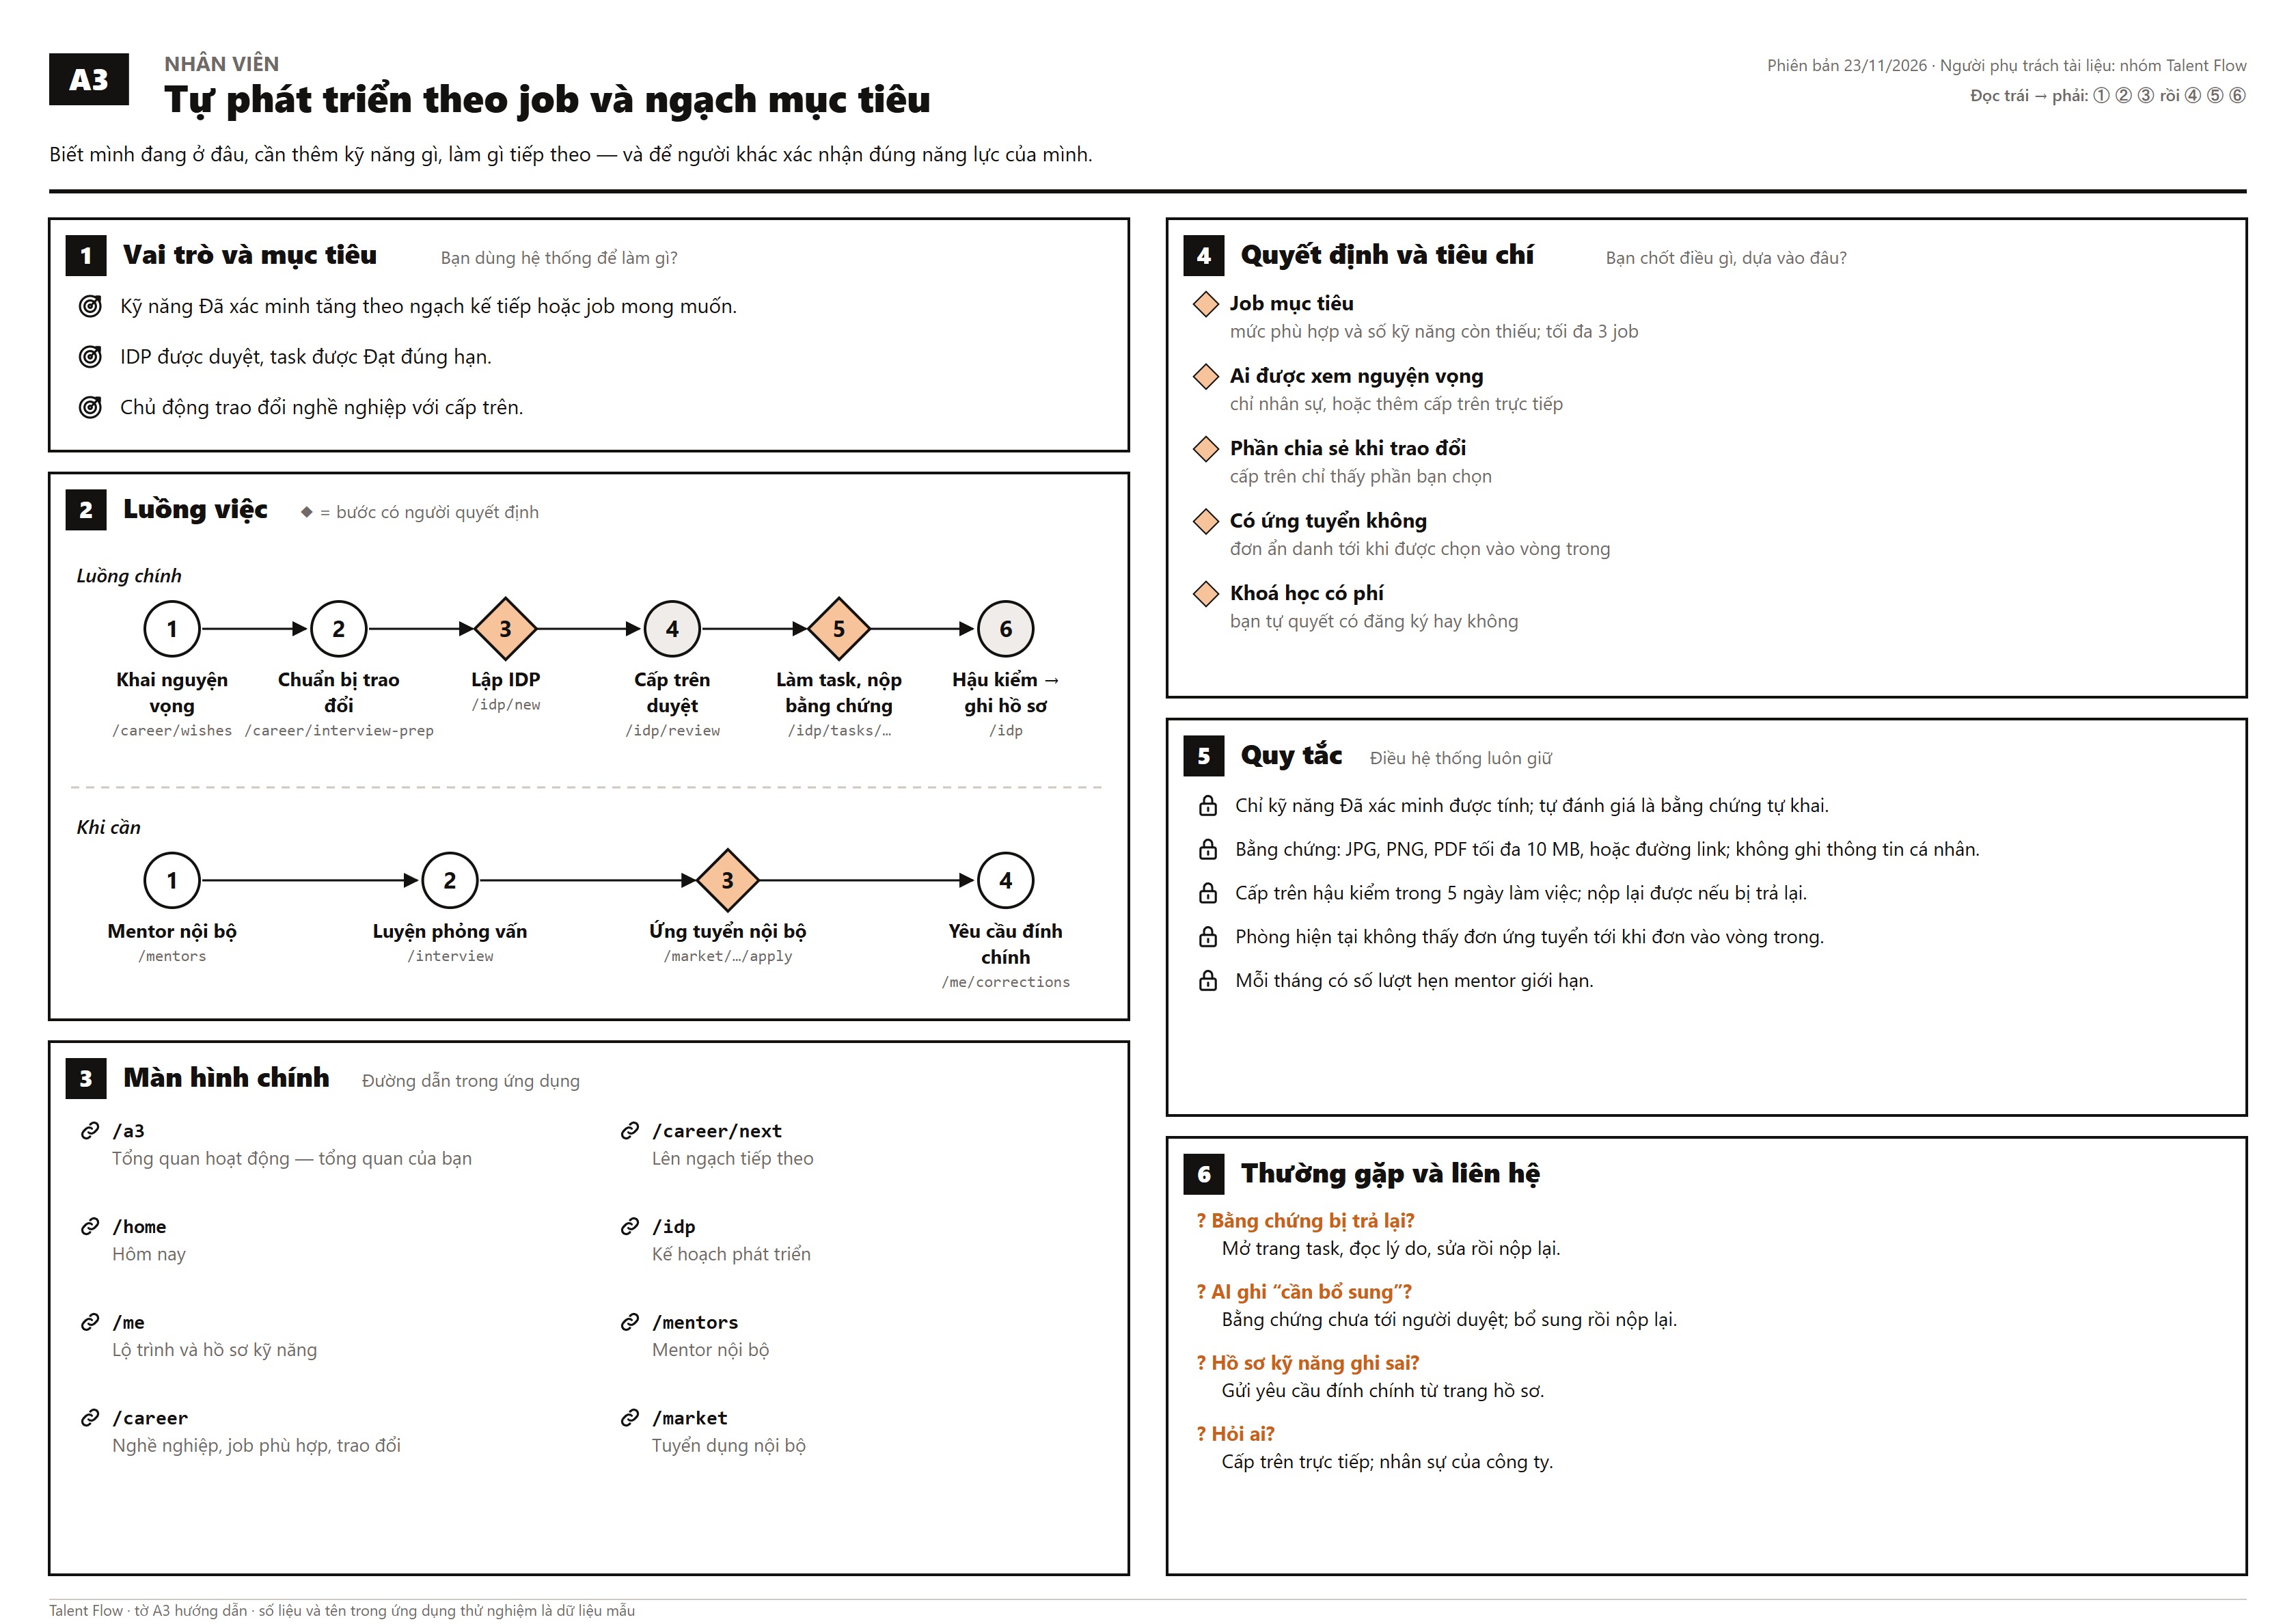 A3
NHÂN VIÊN
Tự phát triển theo job và ngạch mục tiêu
Phiên bản 23/11/2026 · Người phụ trách tài liệu: nhóm Talent Flow
Đọc trái → phải: ① ② ③ rồi ④ ⑤ ⑥
Biết mình đang ở đâu, cần thêm kỹ năng gì, làm gì tiếp theo — và để người khác xác nhận đúng năng lực của mình.
1 Vai trò và mục tiêu Bạn dùng hệ thống để làm gì?
Kỹ năng Đã xác minh tăng theo ngạch kế tiếp hoặc job mong muốn.
IDP được duyệt, task được Đạt đúng hạn.
Chủ động trao đổi nghề nghiệp với cấp trên.
2 Luồng việc ◆ = bước có người quyết định
Luồng chính
1 2 3 4 5 6
Khai nguyện vọng
/career/wishes
Chuẩn bị trao đổi
/career/interview-prep
Lập IDP
/idp/new
Cấp trên duyệt
/idp/review
Làm task, nộp bằng chứng
/idp/tasks/…
Hậu kiểm → ghi hồ sơ
/idp
Khi cần
1 2 3 4
Mentor nội bộ
/mentors
Luyện phỏng vấn
/interview
Ứng tuyển nội bộ
/market/…/apply
Yêu cầu đính chính
/me/corrections
3 Màn hình chính Đường dẫn trong ứng dụng
/a3
Tổng quan hoạt động — tổng quan của bạn
/career/next
Lên ngạch tiếp theo
/home
Hôm nay
/idp
Kế hoạch phát triển
/me
Lộ trình và hồ sơ kỹ năng
/mentors
Mentor nội bộ
/career
Nghề nghiệp, job phù hợp, trao đổi
/market
Tuyển dụng nội bộ
4 Quyết định và tiêu chí Bạn chốt điều gì, dựa vào đâu?
Job mục tiêu
mức phù hợp và số kỹ năng còn thiếu; tối đa 3 job
Ai được xem nguyện vọng
chỉ nhân sự, hoặc thêm cấp trên trực tiếp
Phần chia sẻ khi trao đổi
cấp trên chỉ thấy phần bạn chọn
Có ứng tuyển không
đơn ẩn danh tới khi được chọn vào vòng trong
Khoá học có phí
bạn tự quyết có đăng ký hay không
5 Quy tắc Điều hệ thống luôn giữ
Chỉ kỹ năng Đã xác minh được tính; tự đánh giá là bằng chứng tự khai.
Bằng chứng: JPG, PNG, PDF tối đa 10 MB, hoặc đường link; không ghi thông tin cá nhân.
Cấp trên hậu kiểm trong 5 ngày làm việc; nộp lại được nếu bị trả lại.
Phòng hiện tại không thấy đơn ứng tuyển tới khi đơn vào vòng trong.
Mỗi tháng có số lượt hẹn mentor giới hạn.
6 Thường gặp và liên hệ
? Bằng chứng bị trả lại?
Mở trang task, đọc lý do, sửa rồi nộp lại.
? AI ghi “cần bổ sung”?
Bằng chứng chưa tới người duyệt; bổ sung rồi nộp lại.
? Hồ sơ kỹ năng ghi sai?
Gửi yêu cầu đính chính từ trang hồ sơ.
? Hỏi ai?
Cấp trên trực tiếp; nhân sự của công ty.
Talent Flow · tờ A3 hướng dẫn · số liệu và tên trong ứng dụng thử nghiệm là dữ liệu mẫu